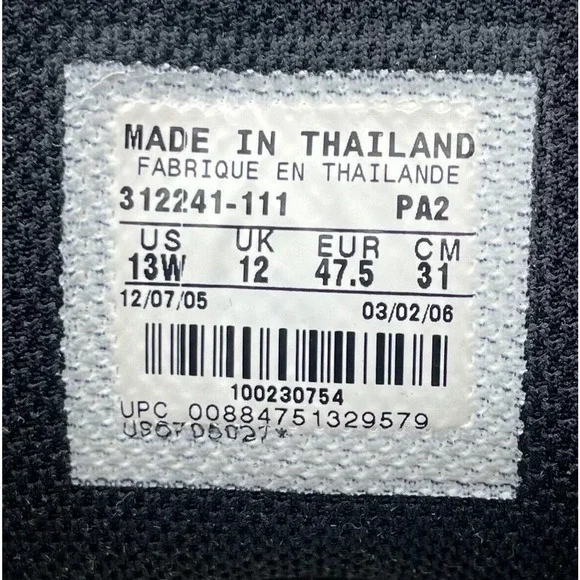 MADE IN THAILAND
FABRIQUE EN THAILANDE
312241-111 PA2
US UK EUR CM
13W 12 47.5 31
12/07/05 03/02/06
100230754
UPC 00884751329579